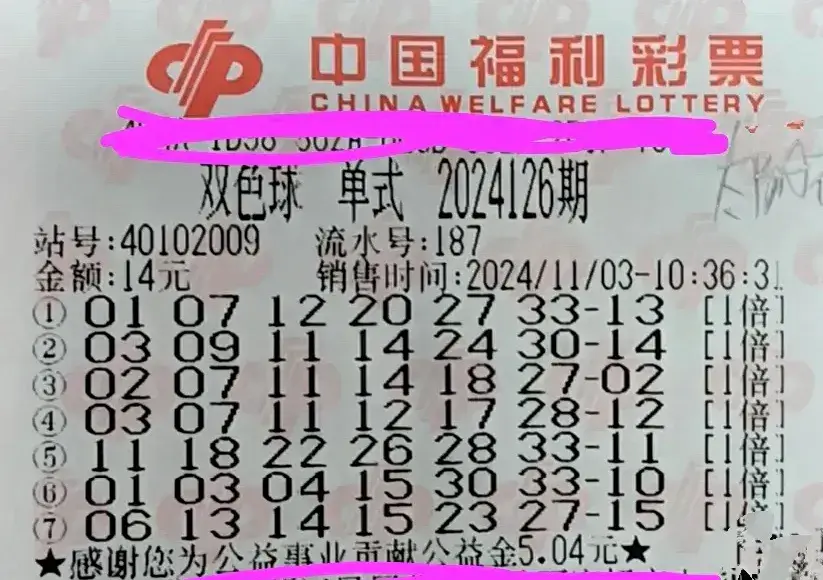 中国福利彩票
CHINA WELFARE LOTTERY
双色球 单式 2024126期
站号:40102009 流水号:187
金额:14元 销售时间:2024/11/03-10:36:31
① 01 07 12 20 27 33-13 [1倍]
② 03 09 11 14 24 30-14 [1倍]
③ 02 07 11 14 18 27-02 [1倍]
④ 03 07 11 12 17 28-12 [1倍]
⑤ 11 18 22 26 28 33-11 [1倍]
⑥ 01 03 04 15 30 33-10 [1倍]
⑦ 06 13 14 15 23 27-15 [1倍]
★感谢您为公益事业贡献公益金5.04元★